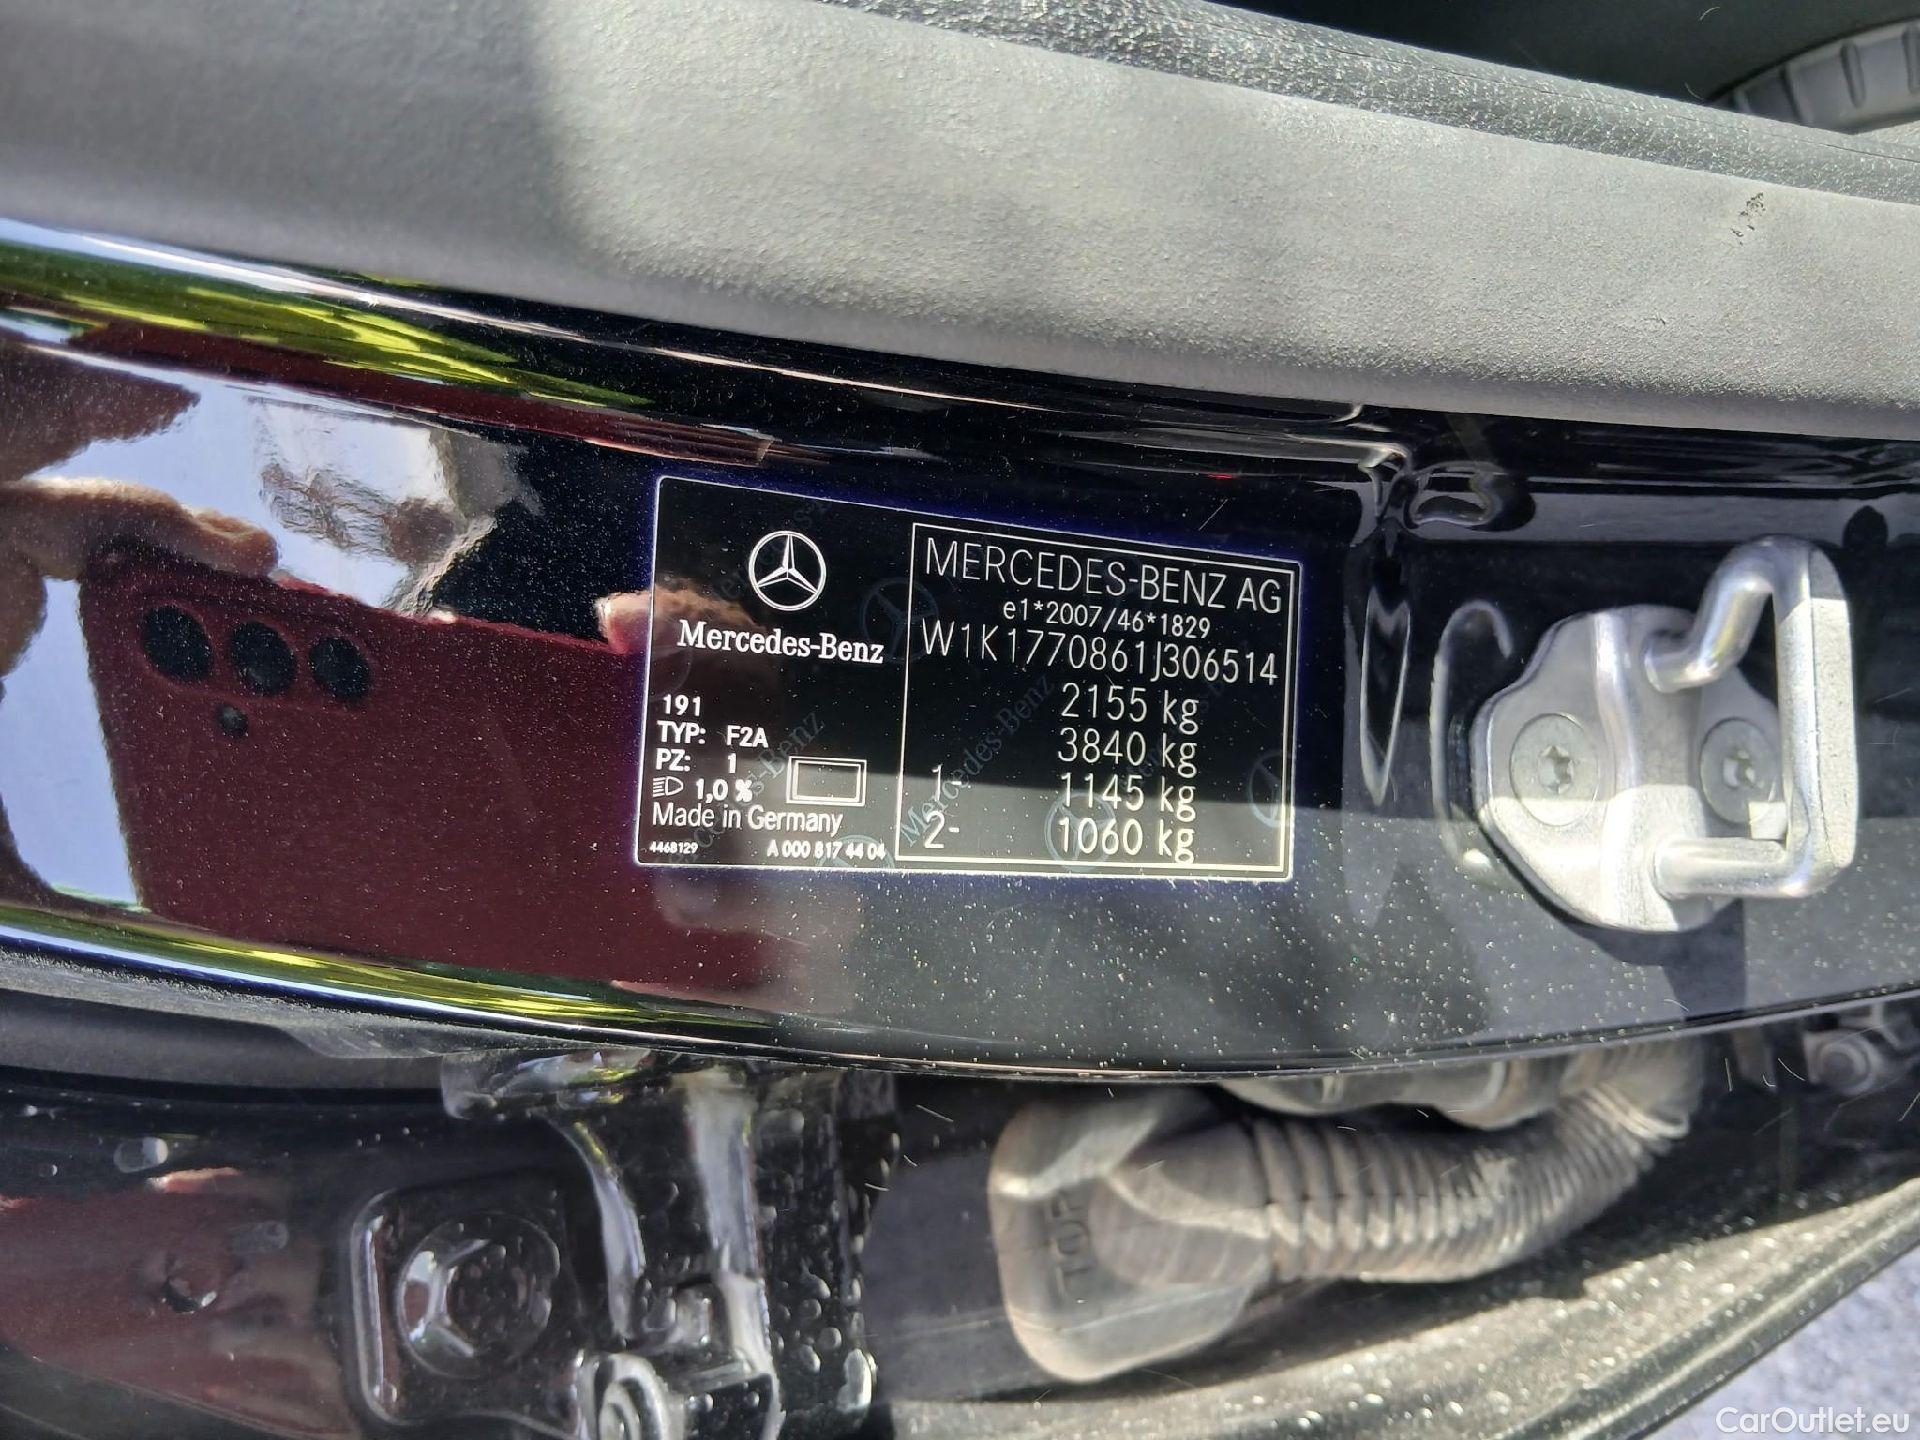 Mercedes-Benz
191
TYP: F2A
PZ: 1
1,0 %
Made in Germany
4468129
A 000 817 44 04
MERCEDES-BENZ AG
e1*2007/46*1829
W1K1770861J306514
2155 kg
3840 kg
1- 1145 kg
2- 1060 kg
TOP
CarOutlet.eu